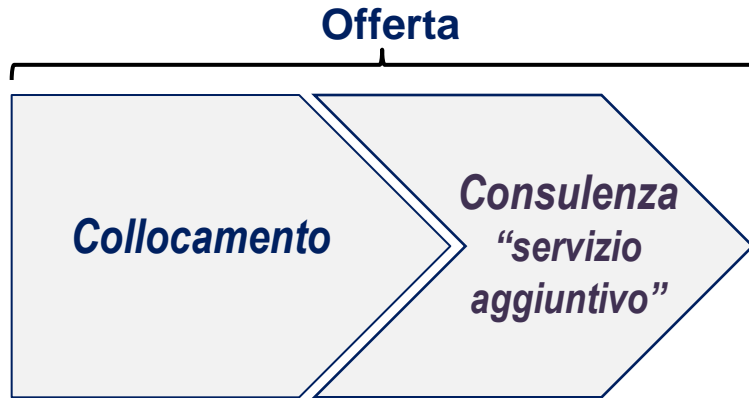 Offerta
Collocamento
Consulenza
“servizio
aggiuntivo”